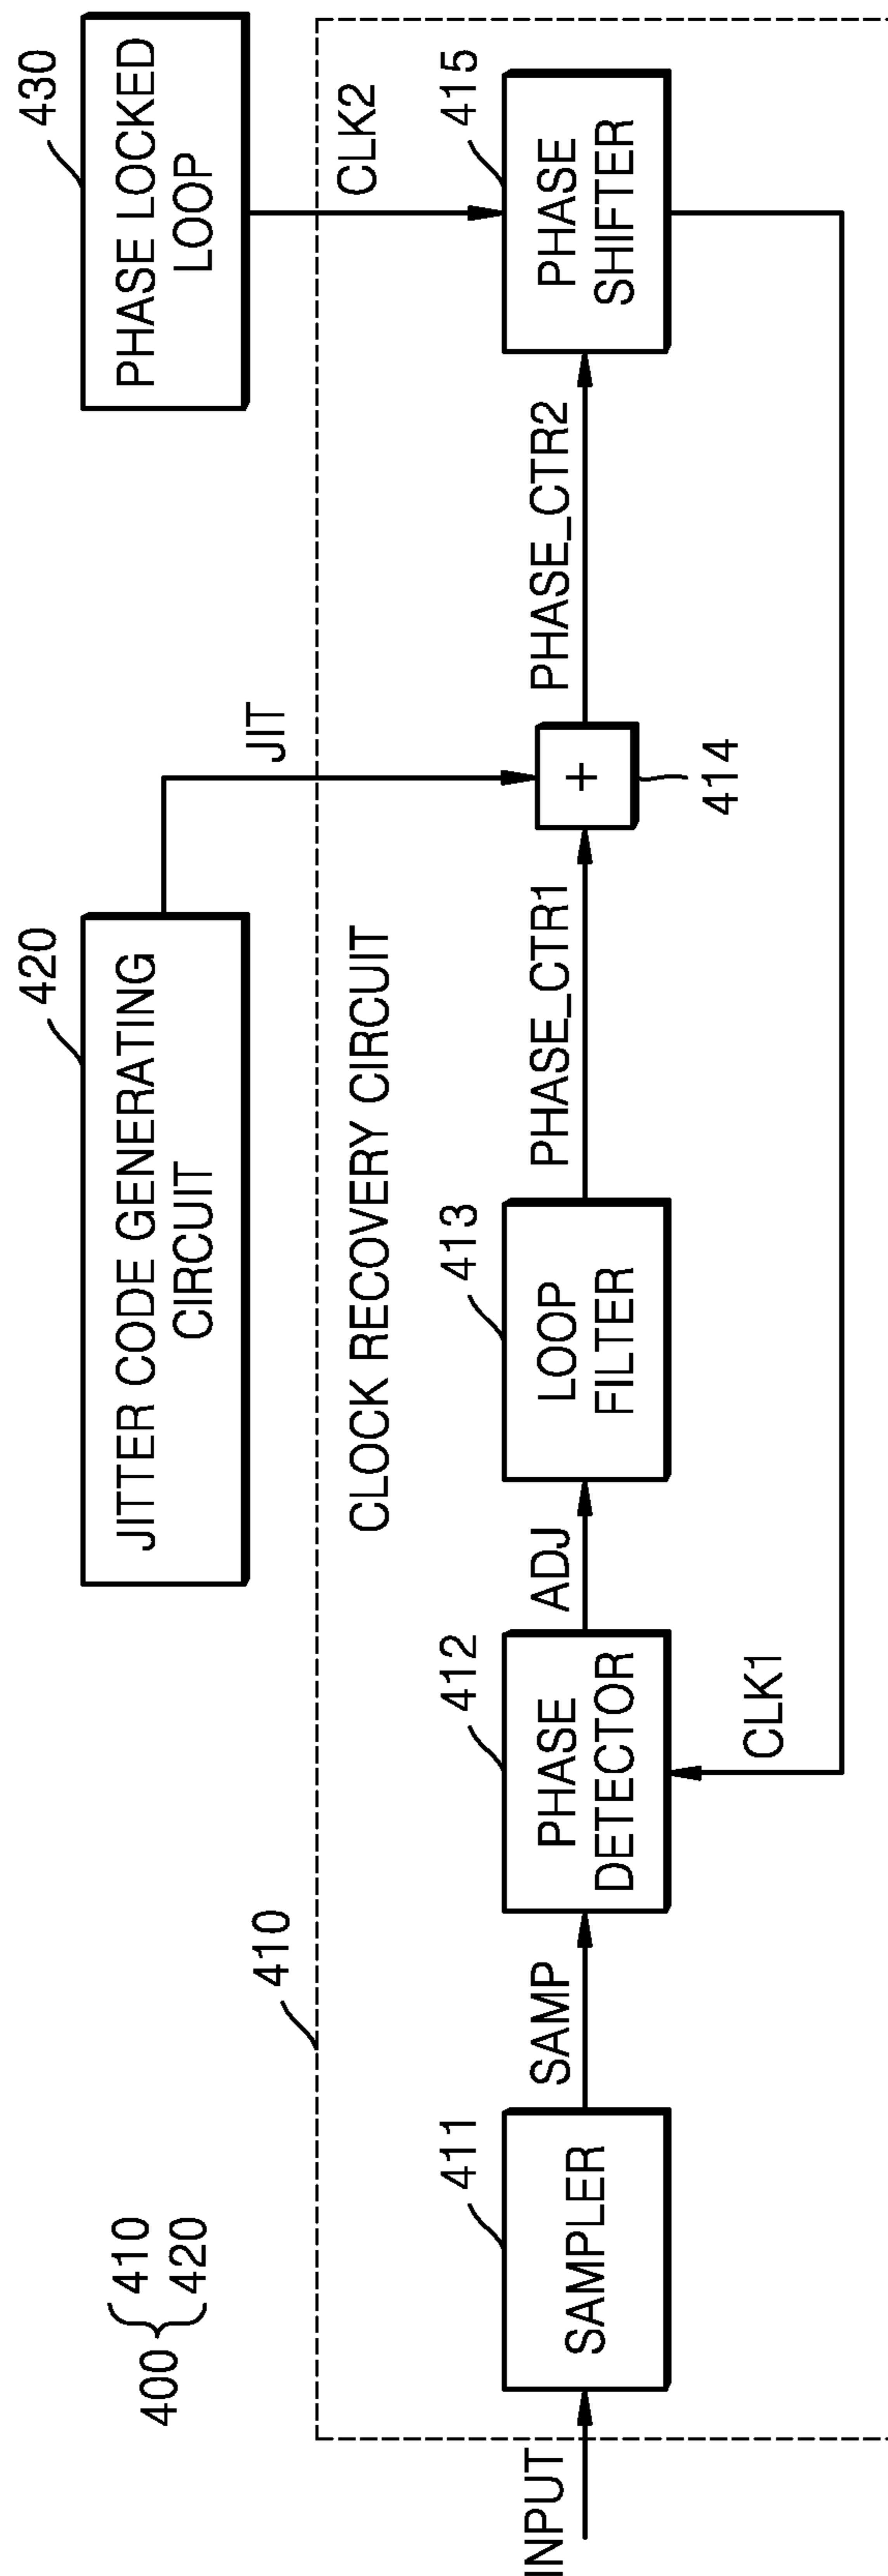 400 { 410
420
420
JITTER CODE GENERATING
CIRCUIT
430
PHASE LOCKED
LOOP
JIT
CLK2
410
CLOCK RECOVERY CIRCUIT
INPUT
411
SAMPLER
SAMP
412
PHASE
DETECTOR
ADJ
413
LOOP
FILTER
PHASE_CTR1
+
414
PHASE_CTR2
415
PHASE
SHIFTER
CLK1